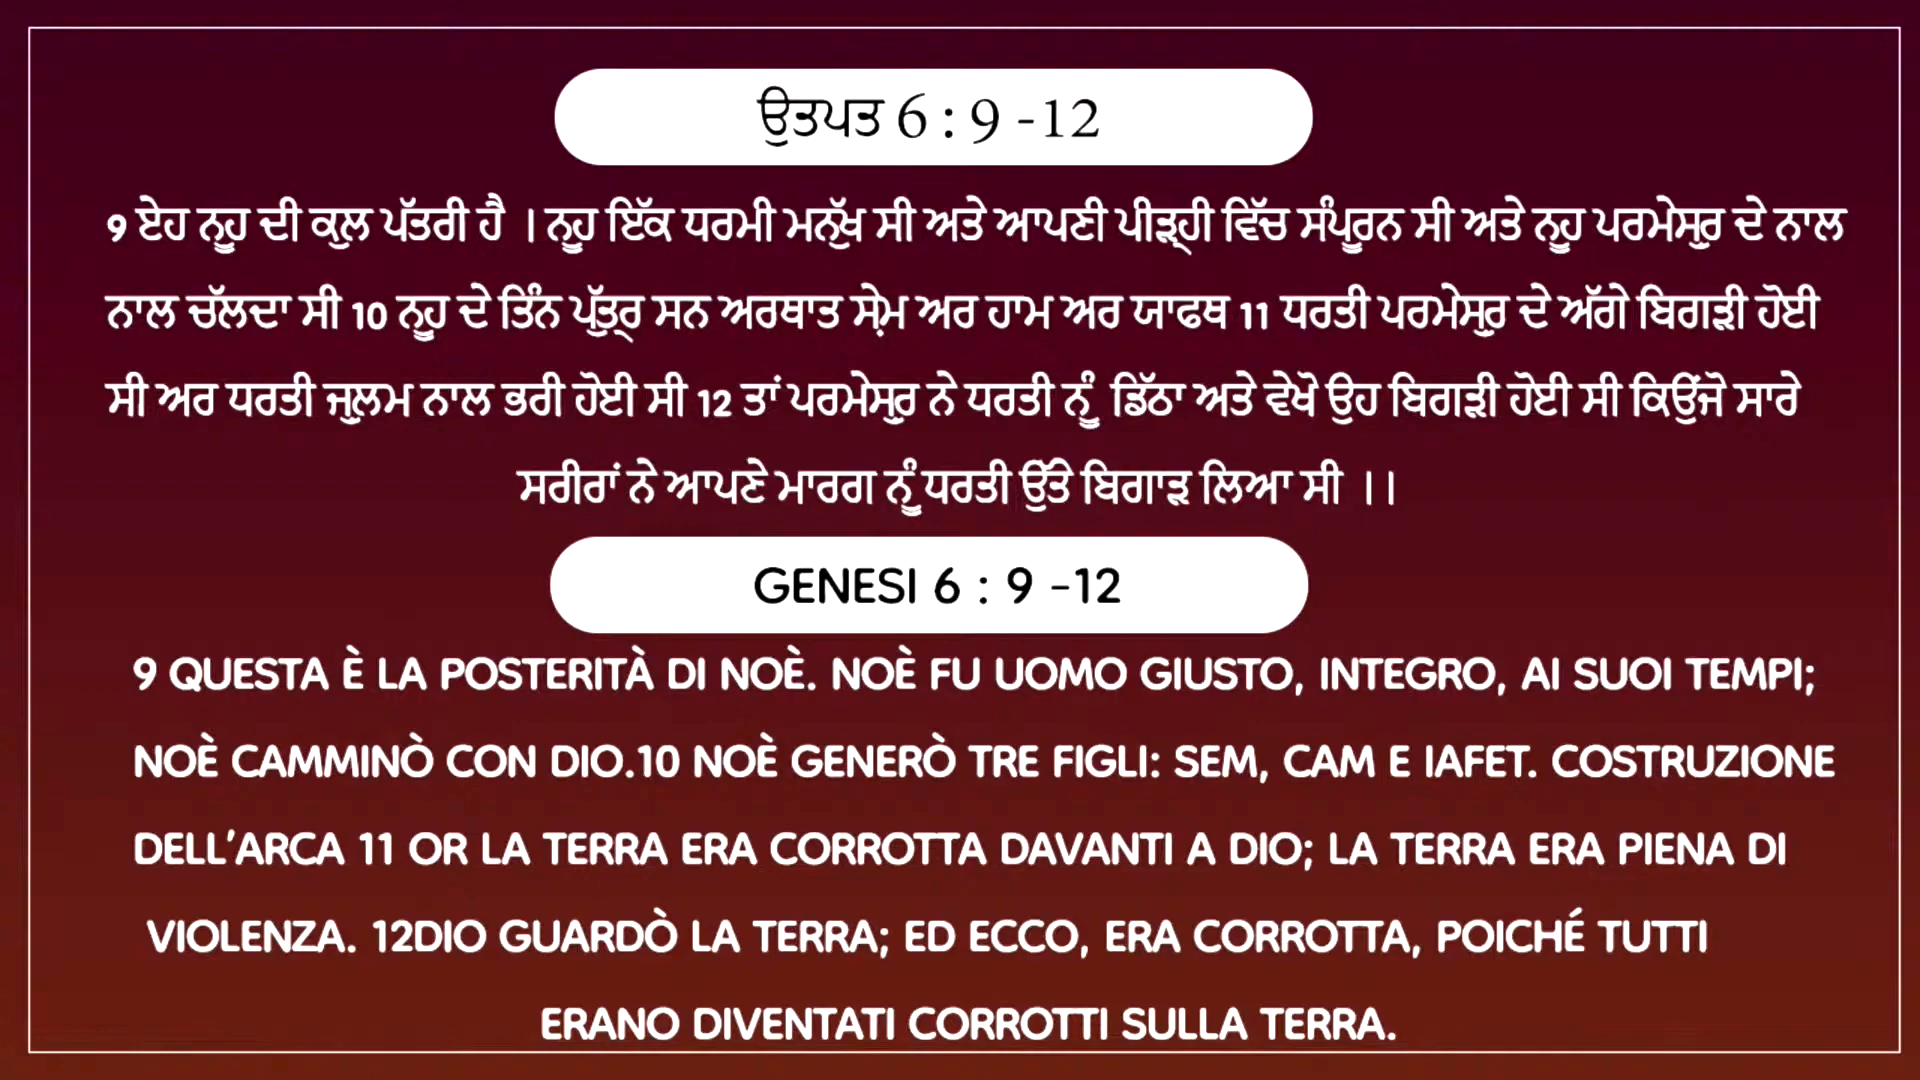 ਉਤਪਤ 6 : 9 -12
9 ਏਹ ਨੂਹ ਦੀ ਕੁਲ ਪੱਤਰੀ ਹੈ । ਨੂਹ ਇੱਕ ਧਰਮੀ ਮਨੁੱਖ ਸੀ ਅਤੇ ਆਪਣੀ ਪੀੜ੍ਹੀ ਵਿੱਚ ਸੰਪੂਰਨ ਸੀ ਅਤੇ ਨੂਹ ਪਰਮੇਸੁਰ ਦੇ ਨਾਲ
ਨਾਲ ਚੱਲਦਾ ਸੀ 10 ਨੂਹ ਦੇ ਤਿੰਨ ਪੁੱਤ੍ਰ ਸਨ ਅਰਥਾਤ ਸ਼ੇਮ ਅਰ ਹਾਮ ਅਰ ਯਾਫਥ 11 ਧਰਤੀ ਪਰਮੇਸੁਰ ਦੇ ਅੱਗੇ ਬਿਗੜੀ ਹੋਈ
ਸੀ ਅਰ ਧਰਤੀ ਜੁਲਮ ਨਾਲ ਭਰੀ ਹੋਈ ਸੀ 12 ਤਾਂ ਪਰਮੇਸੁਰ ਨੇ ਧਰਤੀ ਨੂੰ ਡਿੱਠਾ ਅਤੇ ਵੇਖੋ ਉਹ ਬਿਗੜੀ ਹੋਈ ਸੀ ਕਿਉਂਜੋ ਸਾਰੇ
ਸਰੀਰਾਂ ਨੇ ਆਪਣੇ ਮਾਰਗ ਨੂੰ ਧਰਤੀ ਉੱਤੇ ਬਿਗਾੜ ਲਿਆ ਸੀ ।।
GENESI 6 : 9 -12
9 QUESTA È LA POSTERITÀ DI NOÈ. NOÈ FU UOMO GIUSTO, INTEGRO, AI SUOI TEMPI;
NOÈ CAMMINÒ CON DIO.10 NOÈ GENERÒ TRE FIGLI: SEM, CAM E IAFET. COSTRUZIONE
DELL'ARCA 11 OR LA TERRA ERA CORROTTA DAVANTI A DIO; LA TERRA ERA PIENA DI
VIOLENZA. 12DIO GUARDÒ LA TERRA; ED ECCO, ERA CORROTTA, POICHÉ TUTTI
ERANO DIVENTATI CORROTTI SULLA TERRA.